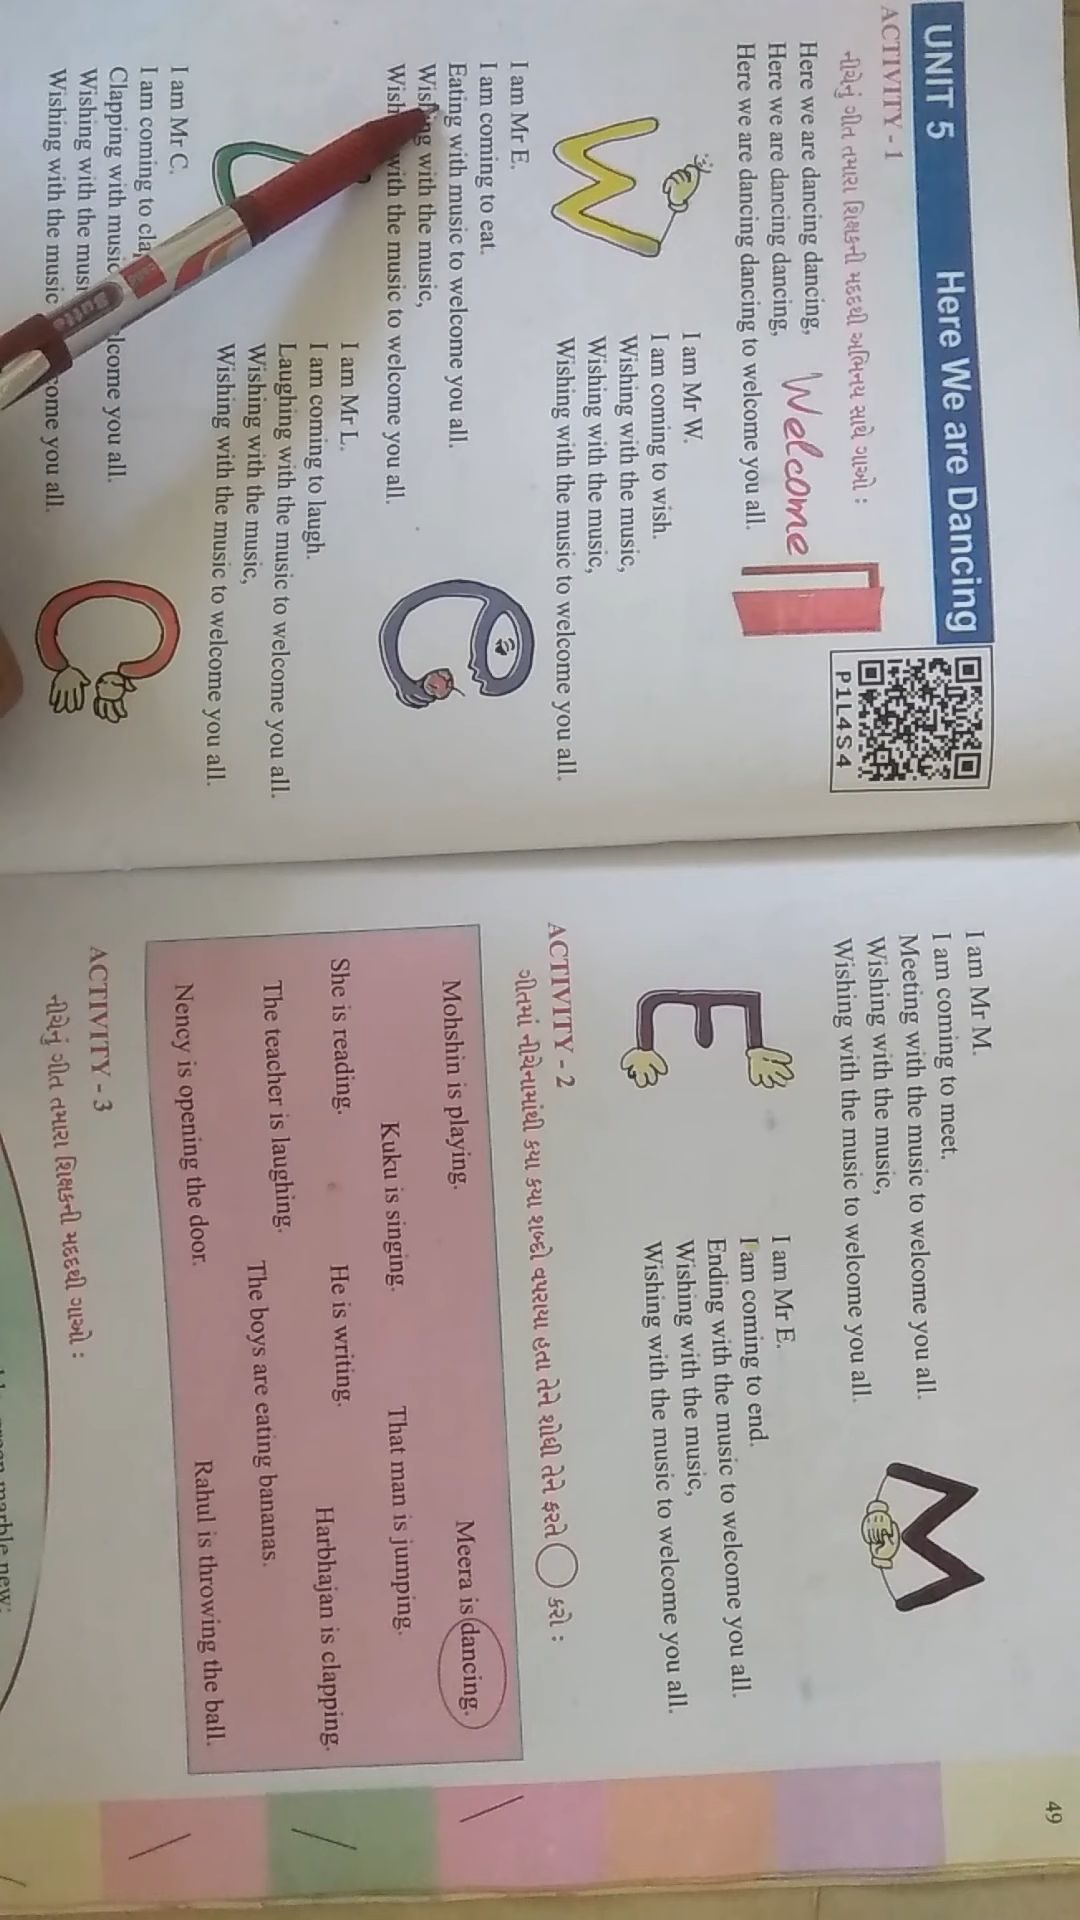 UNIT 5 Here We are Dancing
P1L4S4
ACTIVITY - 1
નીચેનું ગીત તમારા શિક્ષકની મદદથી અભિનય સાથે ગાઓ :
Here we are dancing dancing,
Here we are dancing dancing,
Here we are dancing dancing to welcome you all.
Welcome
I am Mr W.
I am coming to wish.
Wishing with the music,
Wishing with the music,
Wishing with the music to welcome you all.
I am Mr E.
I am coming to eat.
Eating with music to welcome you all.
Wishing with the music,
with the music to welcome you all.
I am Mr L.
I am coming to laugh.
Laughing with the music to welcome you all.
Wishing with the music,
Wishing with the music to welcome you all.
I am Mr C.
I am coming to
Clapping with music you all.
Wishing with the
Wishing with the music you all.
49
I am Mr M.
I am coming to meet.
Meeting with the music to welcome you all.
Wishing with the music,
Wishing with the music to welcome you all.
I am Mr E.
I am coming to end.
Ending with the music to welcome you all.
Wishing with the music,
Wishing with the music to welcome you all.
ACTIVITY - 2
ગીતમાં નીચેનામાંથી કયા કયા શબ્દો વપરાયા હતા તેને શોધી તેને ફરતે ◯ કરો :
Mohshin is playing. Meera is dancing.
Kuku is singing. That man is jumping.
She is reading. He is writing. Harbhajan is clapping.
The teacher is laughing. The boys are eating bananas.
Nency is opening the door. Rahul is throwing the ball.
ACTIVITY - 3
નીચેનું ગીત તમારા શિક્ષકની મદદથી ગાઓ :
marble new;